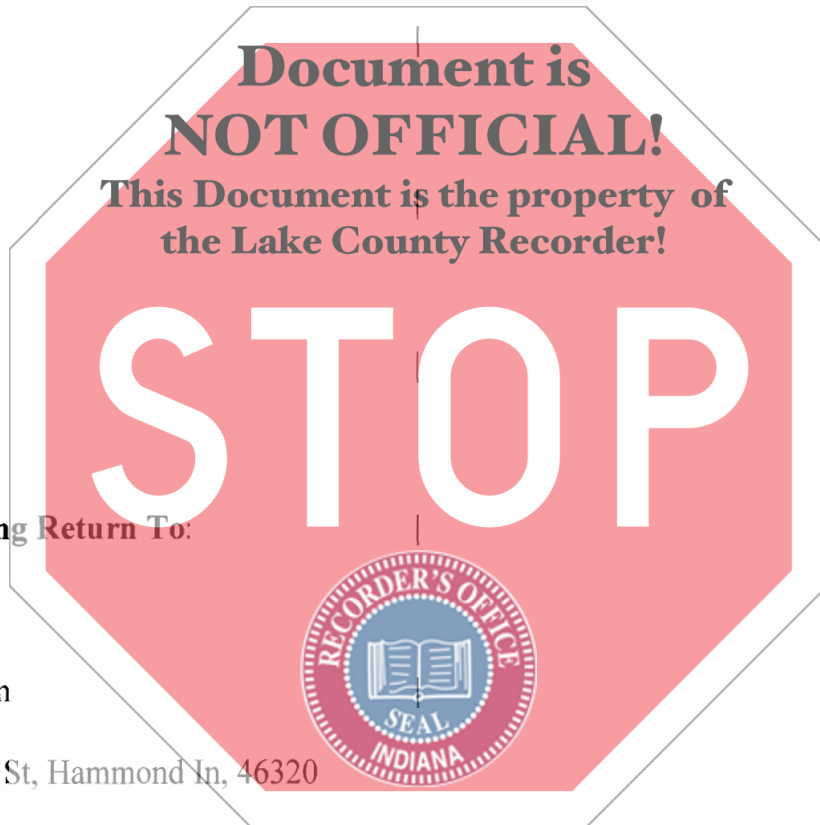 Document is
NOT OFFICIAL!
This Document is the property of
the Lake County Recorder!
STOP
ng Return To:
RECORDER'S OFFICE
SEAL
INDIANA
n
St, Hammond In, 46320